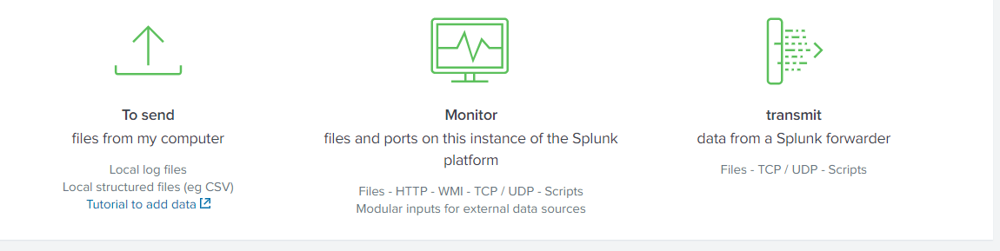 To send
files from my computer
Local log files
Local structured files (eg CSV)
Tutorial to add data
Monitor
files and ports on this instance of the Splunk
platform
Files - HTTP - WMI - TCP / UDP - Scripts
Modular inputs for external data sources
transmit
data from a Splunk forwarder
Files - TCP / UDP - Scripts